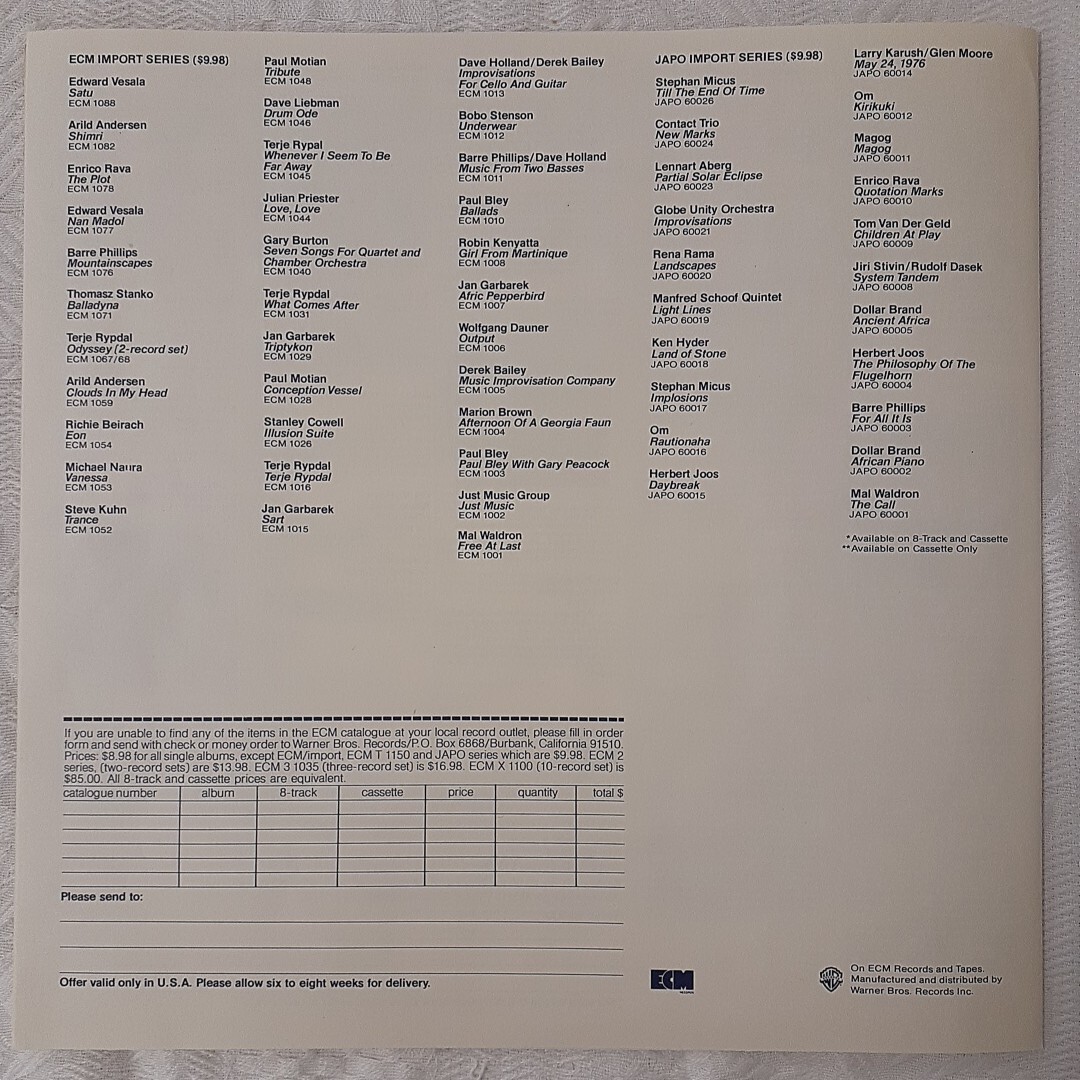 ECM IMPORT SERIES ($9.98)
Edward Vesala
Satu
ECM 1088
Arild Andersen
Shimri
ECM 1082
Enrico Rava
The Plot
ECM 1078
Edward Vesala
Nan Madol
ECM 1077
Barre Phillips
Mountainscapes
ECM 1076
Thomasz Stanko
Balladyna
ECM 1071
Terje Rypdal
Odyssey (2-record set)
ECM 1067/68
Arild Andersen
Clouds In My Head
ECM 1059
Richie Beirach
Eon
ECM 1054
Michael Naura
Vanessa
ECM 1053
Steve Kuhn
Trance
ECM 1052
Paul Motian
Tribute
ECM 1048
Dave Liebman
Drum Ode
ECM 1046
Terje Rypal
Whenever I Seem To Be
Far Away
ECM 1045
Julian Priester
Love, Love
ECM 1044
Gary Burton
Seven Songs For Quartet and
Chamber Orchestra
ECM 1040
Terje Rypdal
What Comes After
ECM 1031
Jan Garbarek
Triptykon
ECM 1029
Paul Motian
Conception Vessel
ECM 1028
Stanley Cowell
Illusion Suite
ECM 1026
Terje Rypdal
Terje Rypdal
ECM 1016
Jan Garbarek
Sart
ECM 1015
Dave Holland/Derek Bailey
Improvisations
For Cello And Guitar
ECM 1013
Bobo Stenson
Underwear
ECM 1012
Barre Phillips/Dave Holland
Music From Two Basses
ECM 1011
Paul Bley
Ballads
ECM 1010
Robin Kenyatta
Girl From Martinique
ECM 1008
Jan Garbarek
Afric Pepperbird
ECM 1007
Wolfgang Dauner
Output
ECM 1006
Derek Bailey
Music Improvisation Company
ECM 1005
Marion Brown
Afternoon Of A Georgia Faun
ECM 1004
Paul Bley
Paul Bley With Gary Peacock
ECM 1003
Just Music Group
Just Music
ECM 1002
Mal Waldron
Free At Last
ECM 1001
JAPO IMPORT SERIES ($9.98)
Stephan Micus
Till The End Of Time
JAPO 60026
Contact Trio
New Marks
JAPO 60024
Lennart Aberg
Partial Solar Eclipse
JAPO 60023
Globe Unity Orchestra
Improvisations
JAPO 60021
Rena Rama
Landscapes
JAPO 60020
Manfred Schoof Quintet
Light Lines
JAPO 60019
Ken Hyder
Land of Stone
JAPO 60018
Stephan Micus
Implosions
JAPO 60017
Om
Rautionaha
JAPO 60016
Herbert Joos
Daybreak
JAPO 60015
Larry Karush/Glen Moore
May 24, 1976
JAPO 60014
Om
Kirikuki
JAPO 60012
Magog
Magog
JAPO 60011
Enrico Rava
Quotation Marks
JAPO 60010
Tom Van Der Geld
Children At Play
JAPO 60009
Jiri Stivin/Rudolf Dasek
System Tandem
JAPO 60008
Dollar Brand
Ancient Africa
JAPO 60005
Herbert Joos
The Philosophy Of The
Flugelhorn
JAPO 60004
Barre Phillips
For All It Is
JAPO 60003
Dollar Brand
African Piano
JAPO 60002
Mal Waldron
The Call
JAPO 60001
*Available on 8-Track and Cassette
**Available on Cassette Only
If you are unable to find any of the items in the ECM catalogue at your local record outlet, please fill in order
form and send with check or money order to Warner Bros. Records/P.O. Box 6868/Burbank, California 91510.
Prices: $8.98 for all single albums, except ECM/import, ECM T 1150 and JAPO series which are $9.98. ECM 2
series, (two-record sets) are $13.98. ECM 3 1035 (three-record set) is $16.98. ECM X 1100 (10-record set) is
$85.00. All 8-track and cassette prices are equivalent.
catalogue number album 8-track cassette price quantity total $
Please send to:
Offer valid only in U.S.A. Please allow six to eight weeks for delivery.
ECM
On ECM Records and Tapes.
Manufactured and distributed by
Warner Bros. Records Inc.